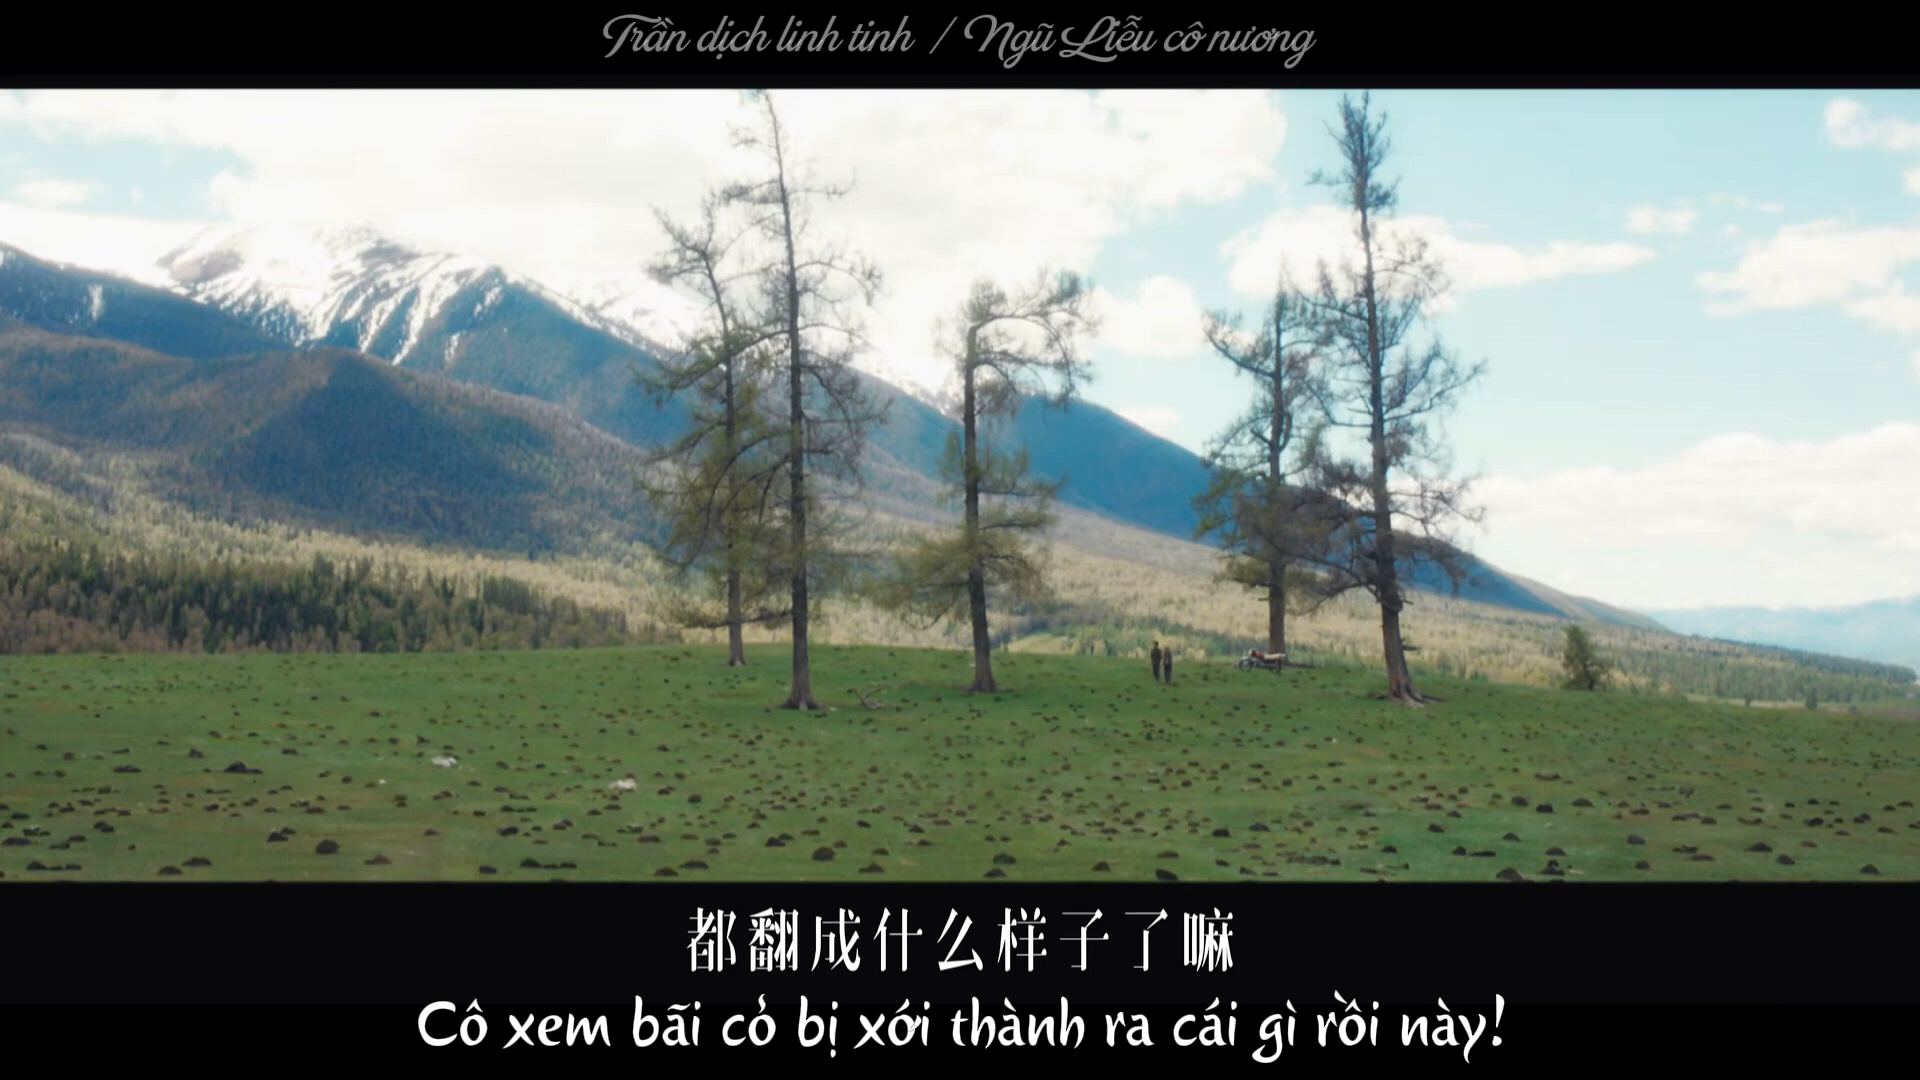 Trần dịch linh tinh / Ngũ Liễu cô nương
都翻成什么样子了嘛
Cô xem bãi cỏ bị xới thành ra cái gì rồi này!